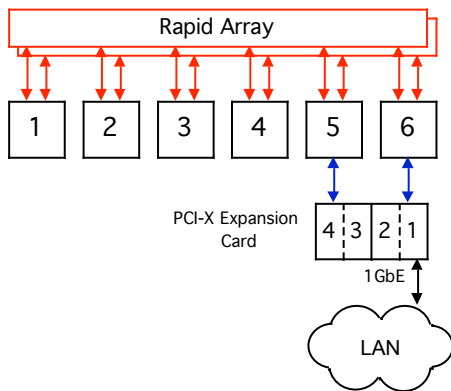 Rapid Array
1 2 3 4 5 6
PCI-X Expansion
Card
4 3 2 1
1GbE
LAN